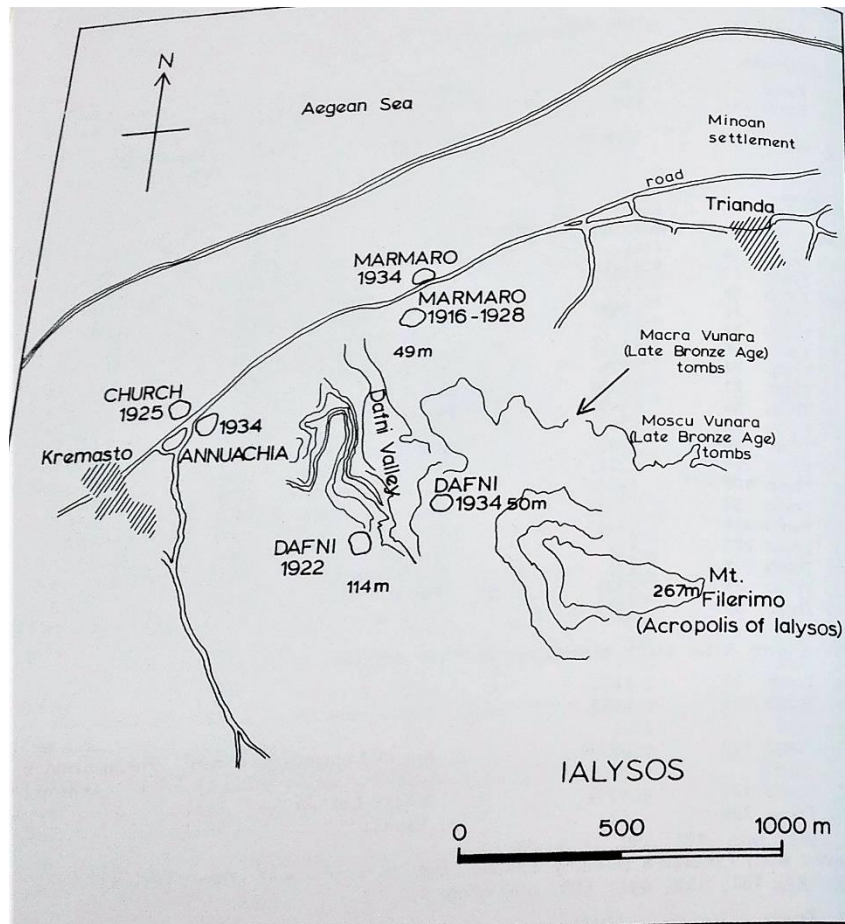 N
Aegean Sea
Minoan
settlement
road
Trianda
MARMARO
1934
MARMARO
1916-1928
49m
Macra Vunara
(Late Bronze Age)
tombs
CHURCH
1925
1934
ANNUACHIA
Kremasto
Dafni Valley
Moscu Vunara
(Late Bronze Age)
tombs
DAFNI
1934 50m
DAFNI
1922
114m
267m
Mt.
Filerimo
(Acropolis of Ialysos)
IALYSOS
0 500 1000 m